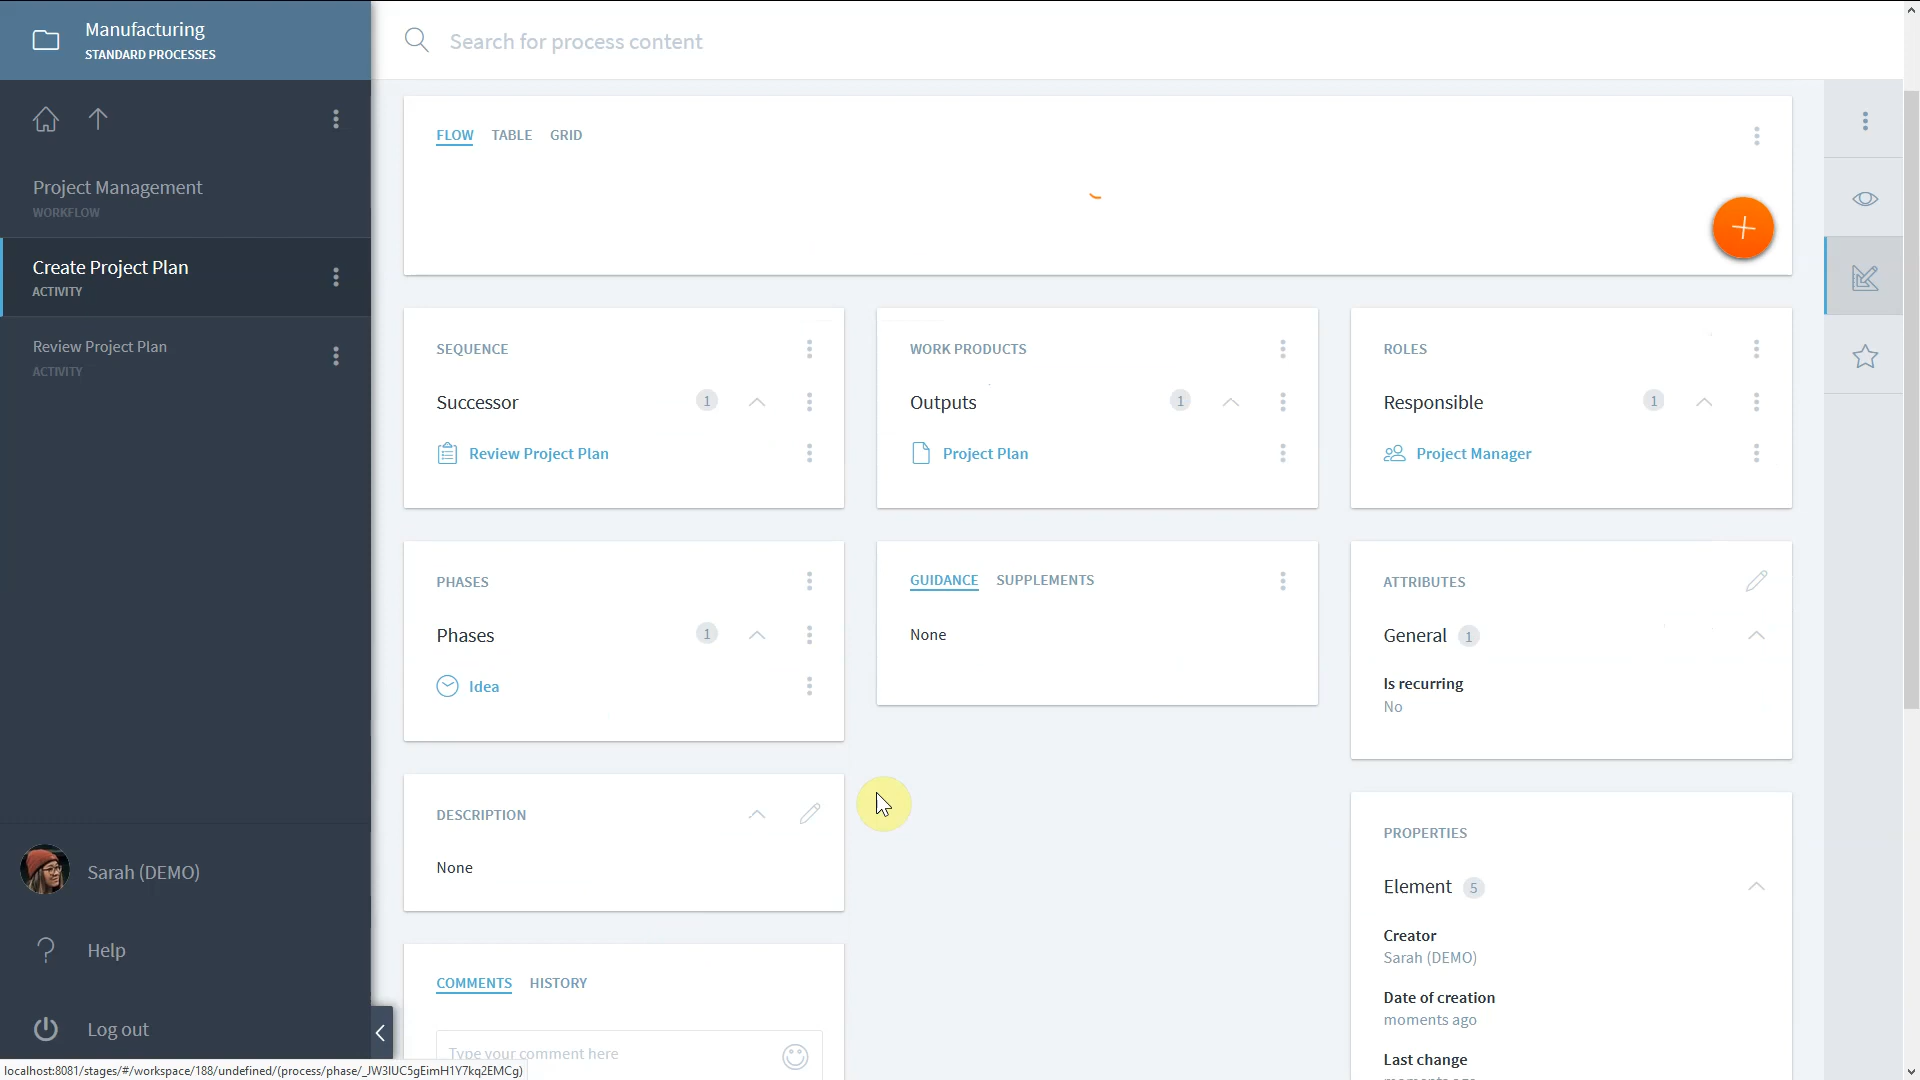 Manufacturing
STANDARD PROCESSES
Search for process content
Project Management
WORKFLOW
Create Project Plan
ACTIVITY
Review Project Plan
ACTIVITY
Sarah (DEMO)
Help
Log out
FLOW TABLE GRID
SEQUENCE
Successor 1
Review Project Plan
WORK PRODUCTS
Outputs 1
Project Plan
ROLES
Responsible 1
Project Manager
PHASES
Phases 1
Idea
GUIDANCE SUPPLEMENTS
None
ATTRIBUTES
General 1
Is recurring
No
DESCRIPTION
None
PROPERTIES
Element 5
Creator
Sarah (DEMO)
Date of creation
moments ago
Last change
COMMENTS HISTORY
Type your comment here
localhost:8081/stages/#/workspace/188/undefined/(process/phase/_JW3IUC5gEimH1Y7kq2EMCg)